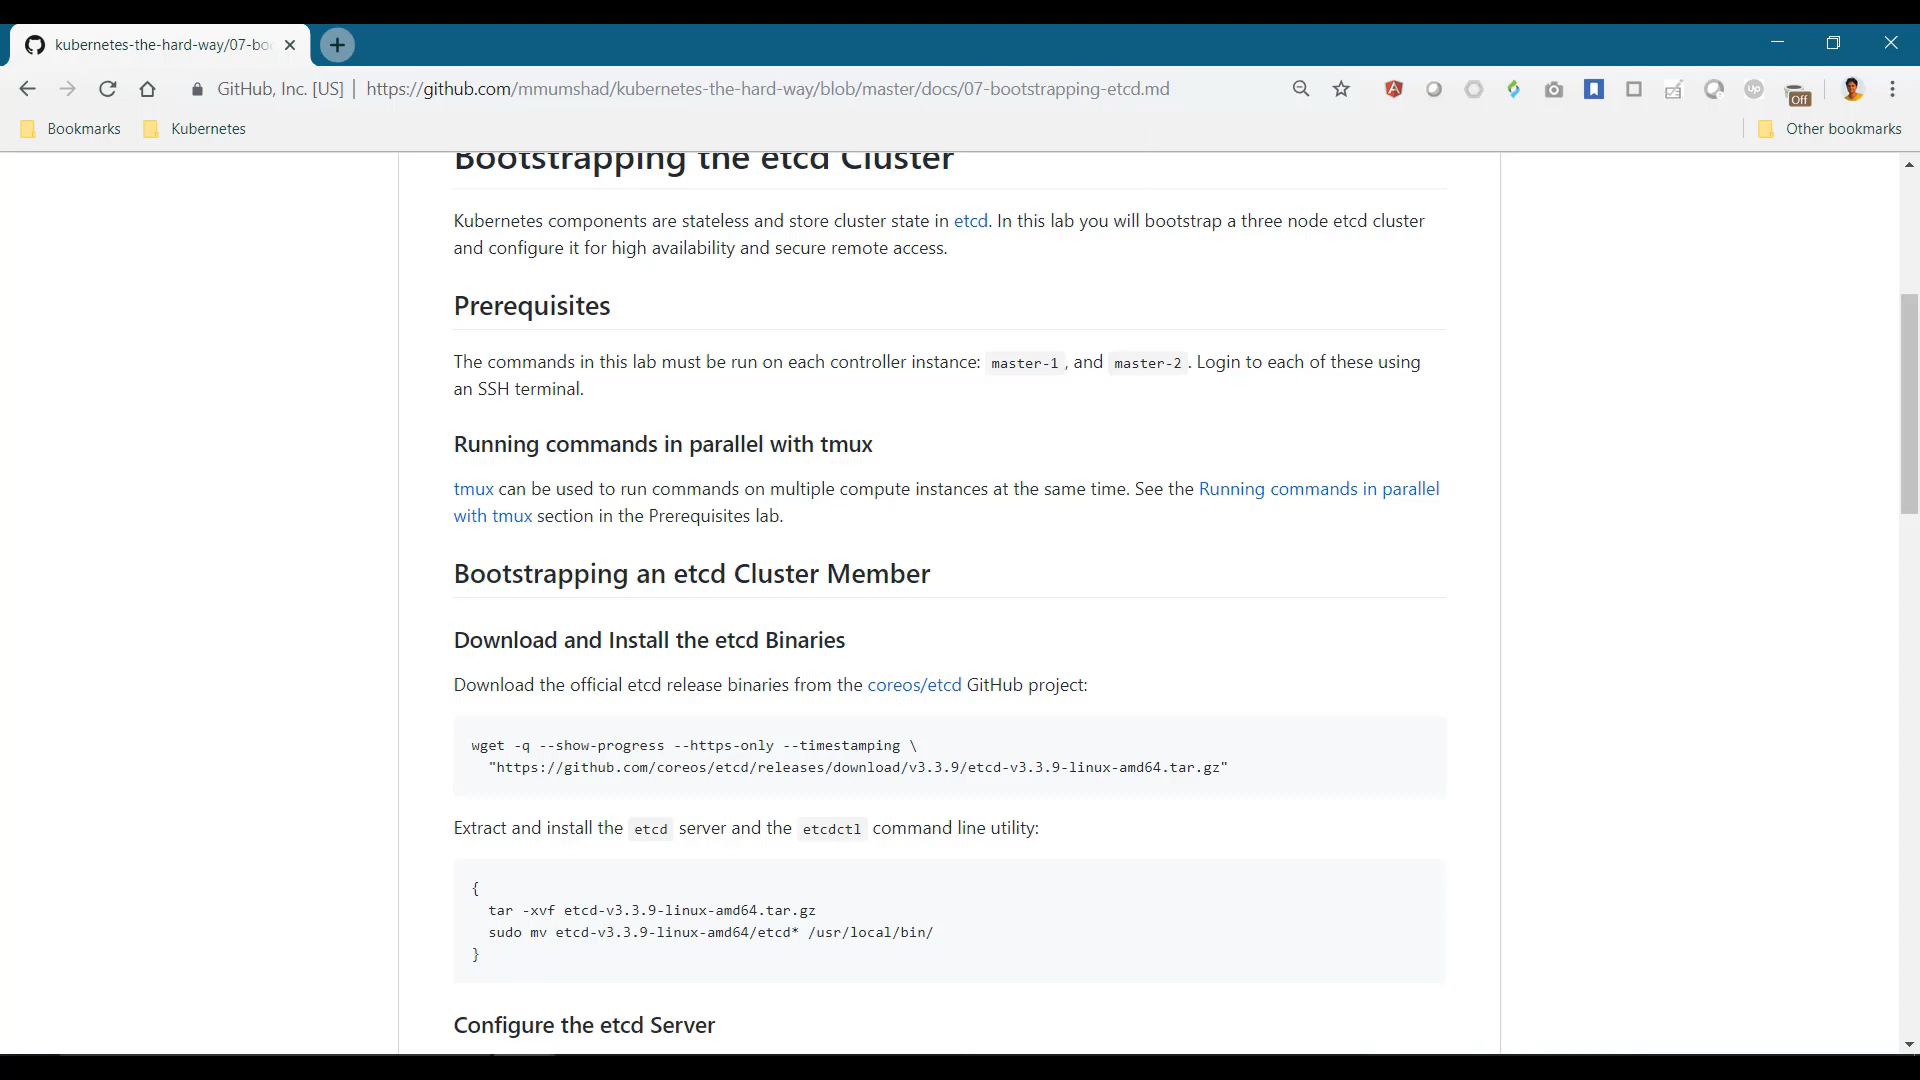 kubernetes-the-hard-way/07-bo
GitHub, Inc. [US] | https://github.com/mmumshad/kubernetes-the-hard-way/blob/master/docs/07-bootstrapping-etcd.md
Up
Off
Bookmarks
Kubernetes
Other bookmarks
Bootstrapping the etcd Cluster
Kubernetes components are stateless and store cluster state in etcd. In this lab you will bootstrap a three node etcd cluster
and configure it for high availability and secure remote access.
Prerequisites
The commands in this lab must be run on each controller instance: master-1 , and master-2 . Login to each of these using
an SSH terminal.
Running commands in parallel with tmux
tmux can be used to run commands on multiple compute instances at the same time. See the Running commands in parallel
with tmux section in the Prerequisites lab.
Bootstrapping an etcd Cluster Member
Download and Install the etcd Binaries
Download the official etcd release binaries from the coreos/etcd GitHub project:
wget -q --show-progress --https-only --timestamping \
"https://github.com/coreos/etcd/releases/download/v3.3.9/etcd-v3.3.9-linux-amd64.tar.gz"
Extract and install the etcd server and the etcdctl command line utility:
{
tar -xvf etcd-v3.3.9-linux-amd64.tar.gz
sudo mv etcd-v3.3.9-linux-amd64/etcd* /usr/local/bin/
}
Configure the etcd Server